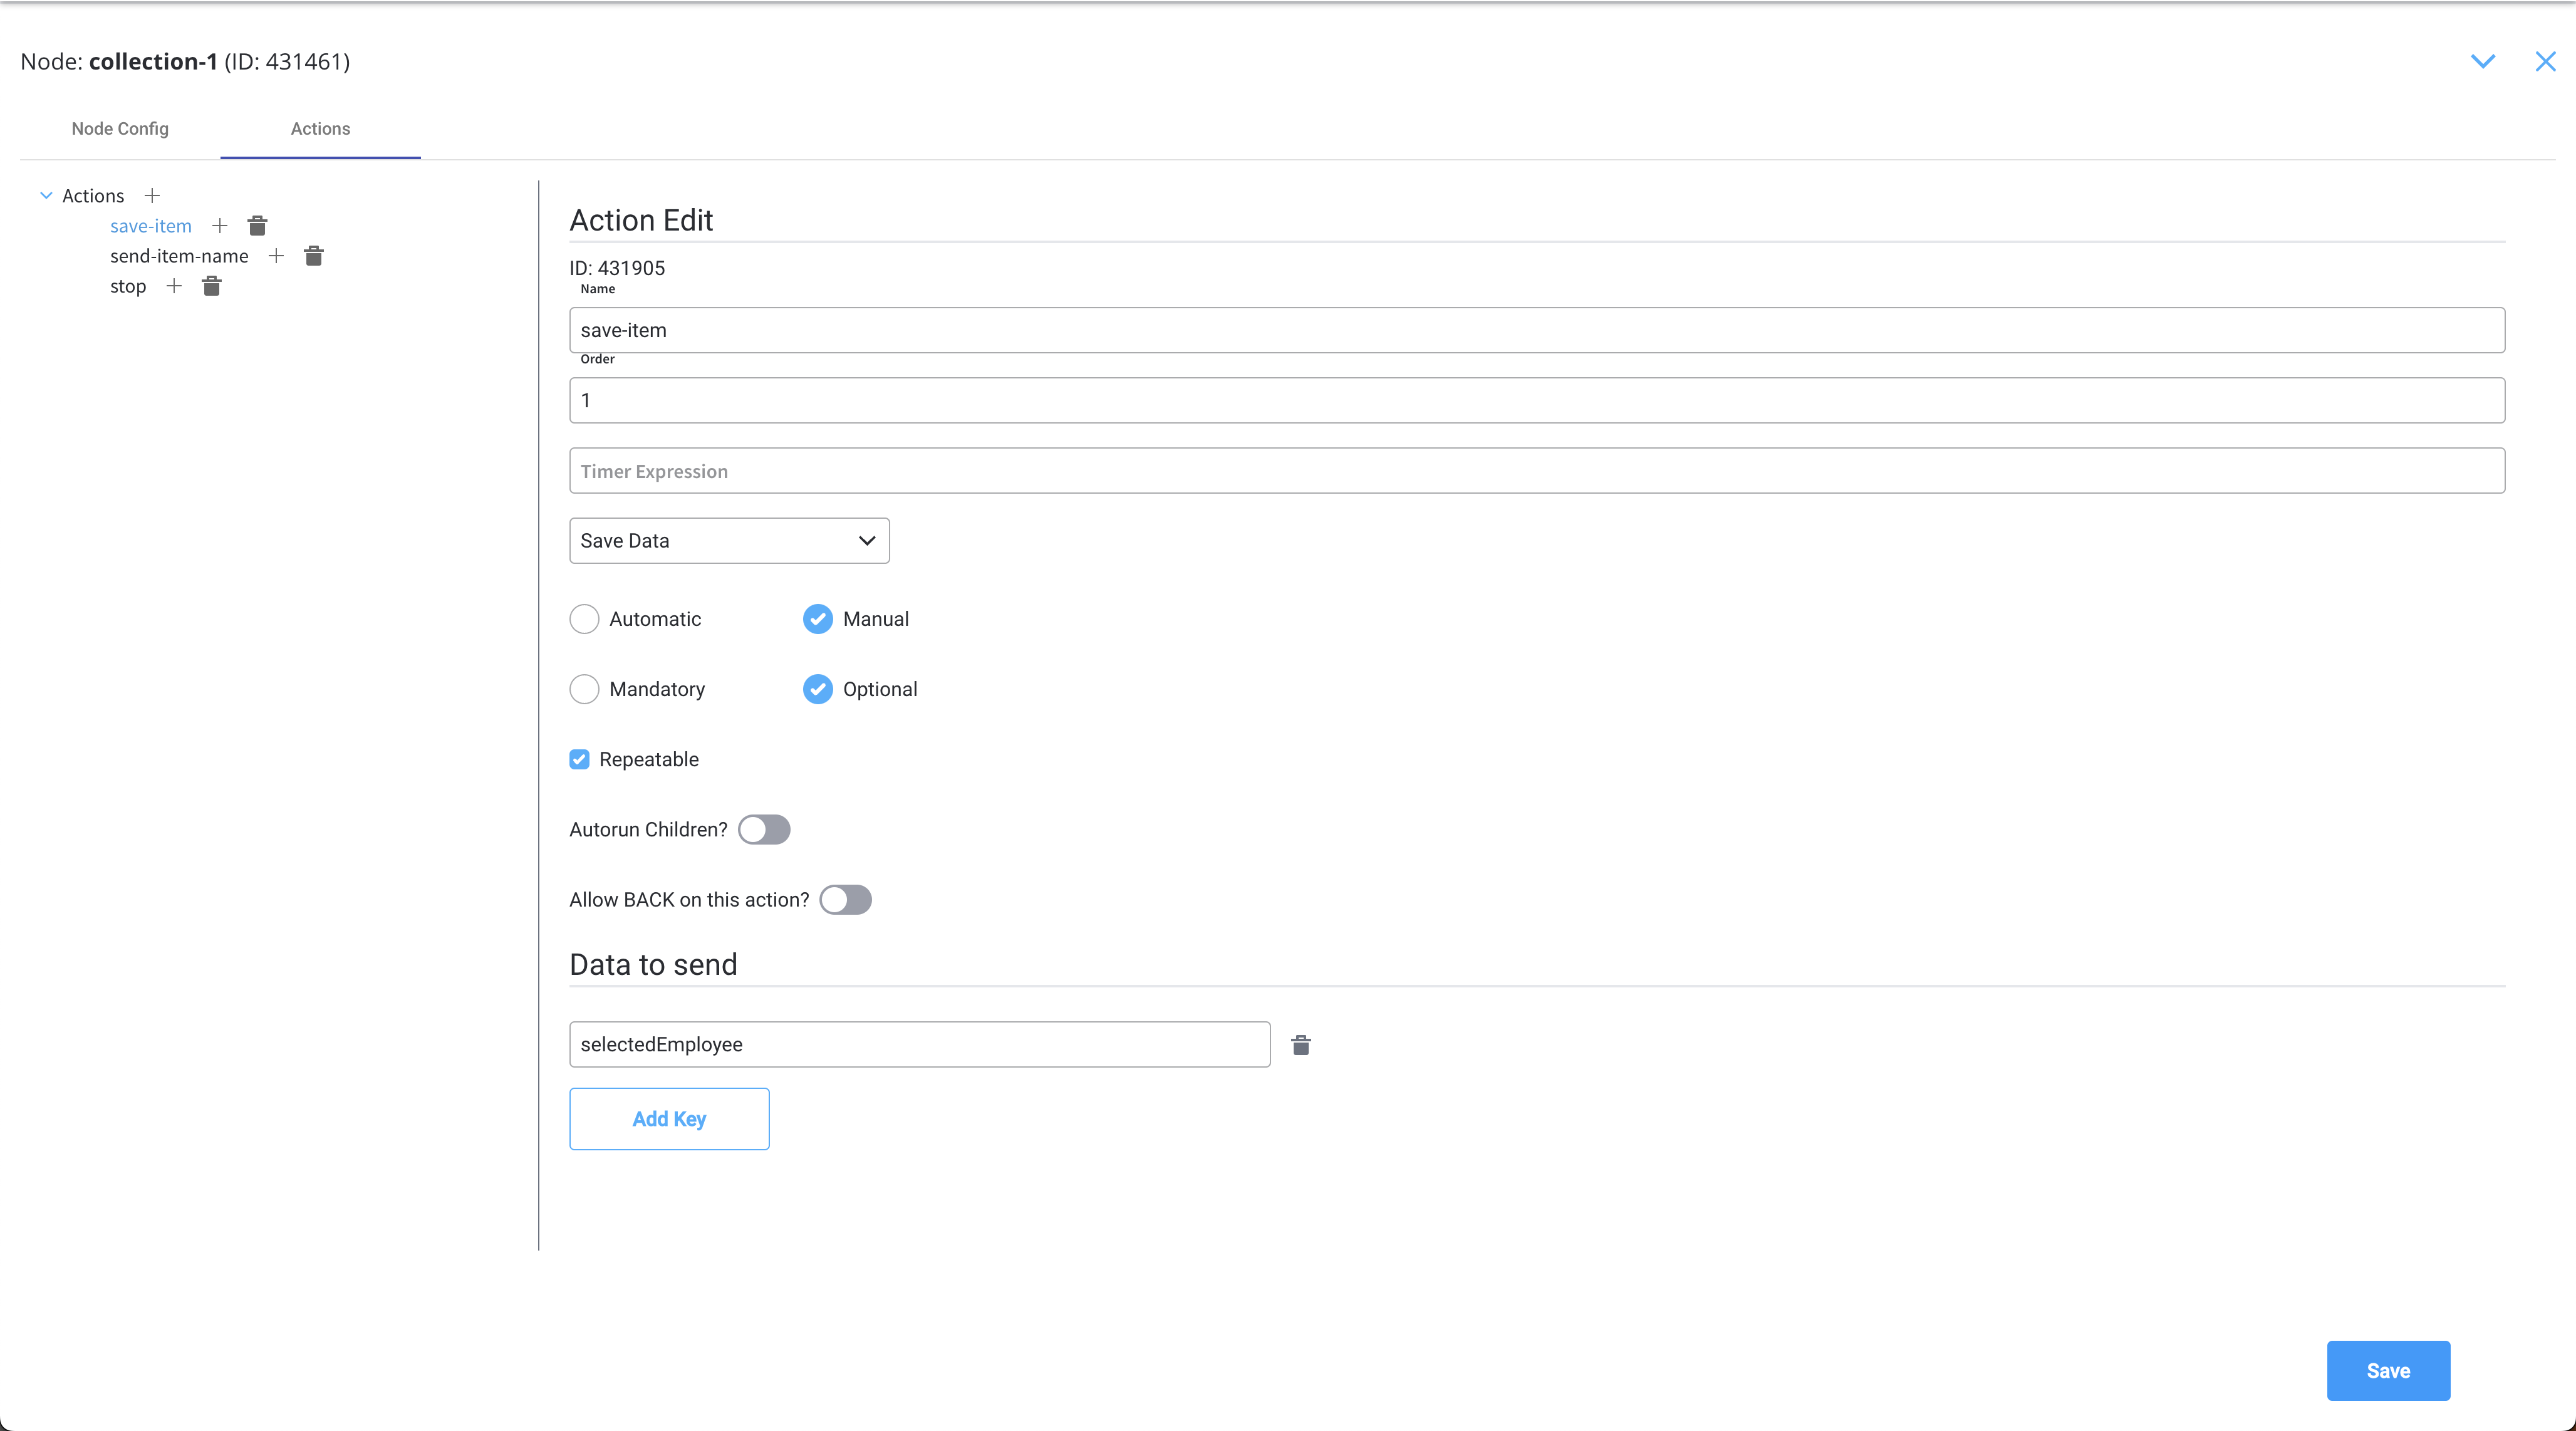 Node: collection-1 (ID: 431461)
Node Config
Actions
Actions
save-item
send-item-name
stop
Action Edit
ID: 431905
Name
save-item
Order
1
Timer Expression
Save Data
Automatic
Manual
Mandatory
Optional
Repeatable
Autorun Children?
Allow BACK on this action?
Data to send
selectedEmployee
Add Key
Save